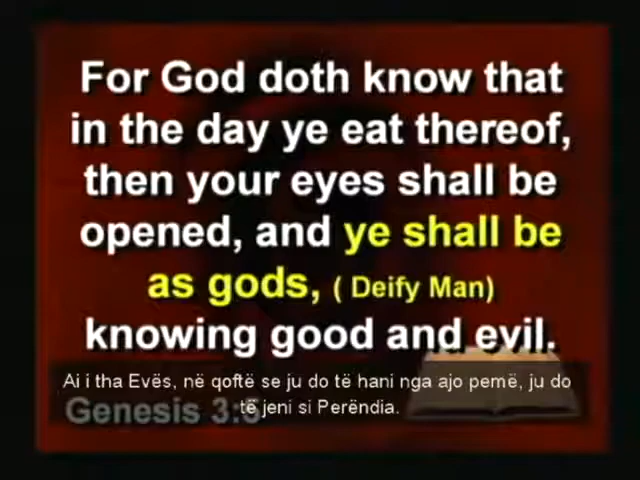 For God doth know that
in the day ye eat thereof,
then your eyes shall be
opened, and ye shall be
as gods, ( Deify Man)
knowing good and evil.
Ai i tha Evës, në qoftë se ju do të hani nga ajo pemë, ju do
të jeni si Perëndia.
Genesis 3:5